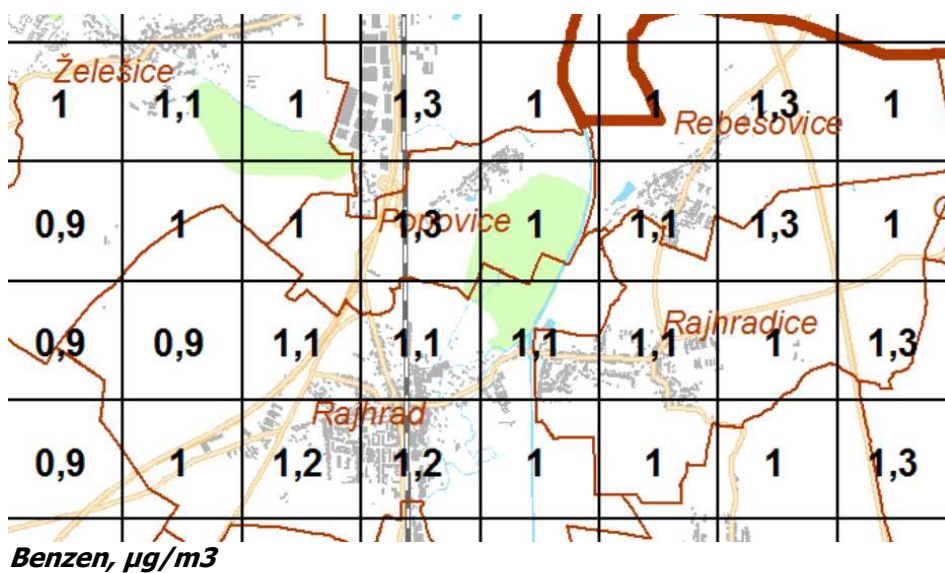 Želešice
1 1,1 1 1,3 1 1 1,3 1
Rebešovice
0,9 1 1 1,3 1 1,1 1,3 1
Popovice
Rajhradice
0,9 0,9 1,1 1,1 1,1 1,1 1 1,3
Rajhrad
0,9 1 1,2 1,2 1 1 1 1,3
Benzen, µg/m3